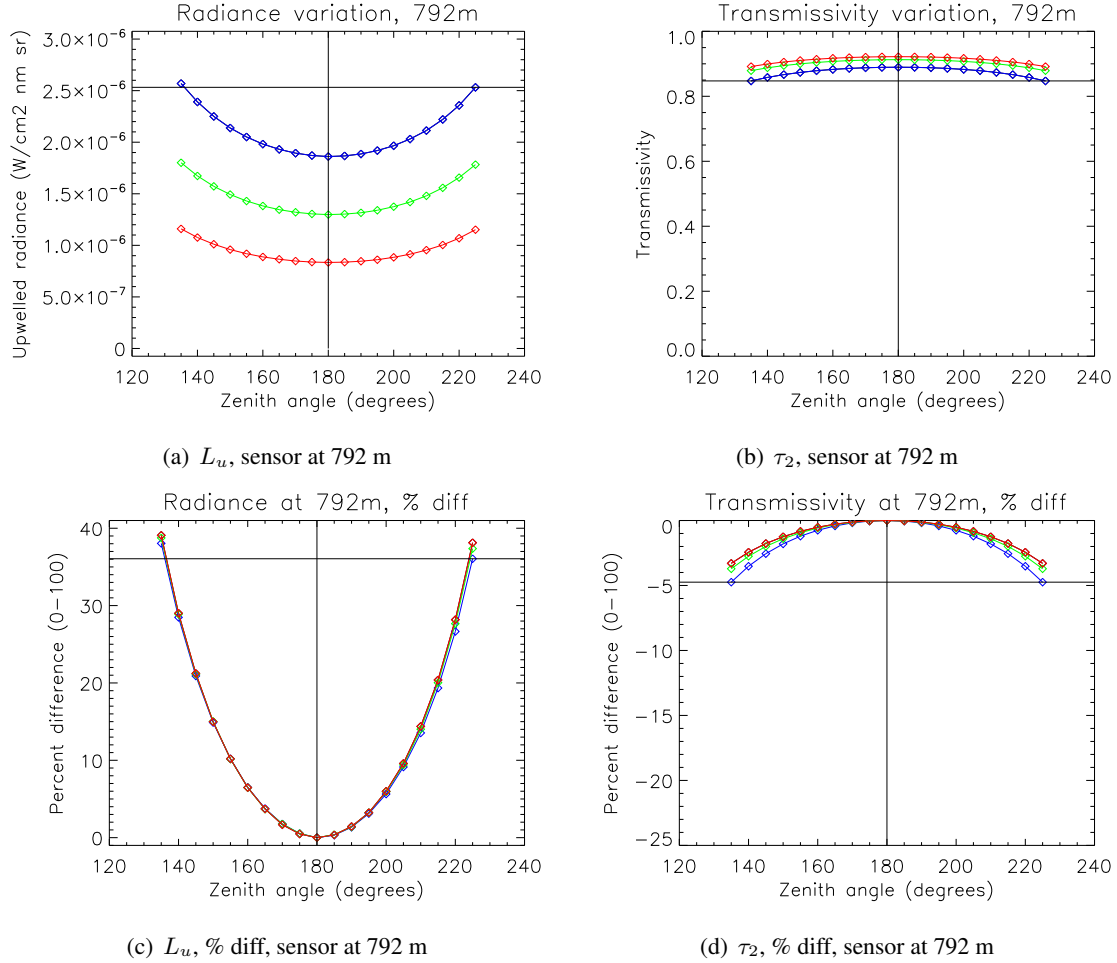 Radiance variation, 792m
Upwelled radiance (W/cm2 nm sr)
3.0×10⁻⁶
2.5×10⁻⁶
2.0×10⁻⁶
1.5×10⁻⁶
1.0×10⁻⁶
5.0×10⁻⁷
0
120 140 160 180 200 220 240
Zenith angle (degrees)
(a) Lᵤ, sensor at 792 m
Transmissivity variation, 792m
Transmissivity
1.0
0.8
0.6
0.4
0.2
0.0
120 140 160 180 200 220 240
Zenith angle (degrees)
(b) τ₂, sensor at 792 m
Radiance at 792m, % diff
Percent difference (0-100)
40
30
20
10
0
120 140 160 180 200 220 240
Zenith angle (degrees)
(c) Lᵤ, % diff, sensor at 792 m
Transmissivity at 792m, % diff
Percent difference (0-100)
0
-5
-10
-15
-20
-25
120 140 160 180 200 220 240
Zenith angle (degrees)
(d) τ₂, % diff, sensor at 792 m